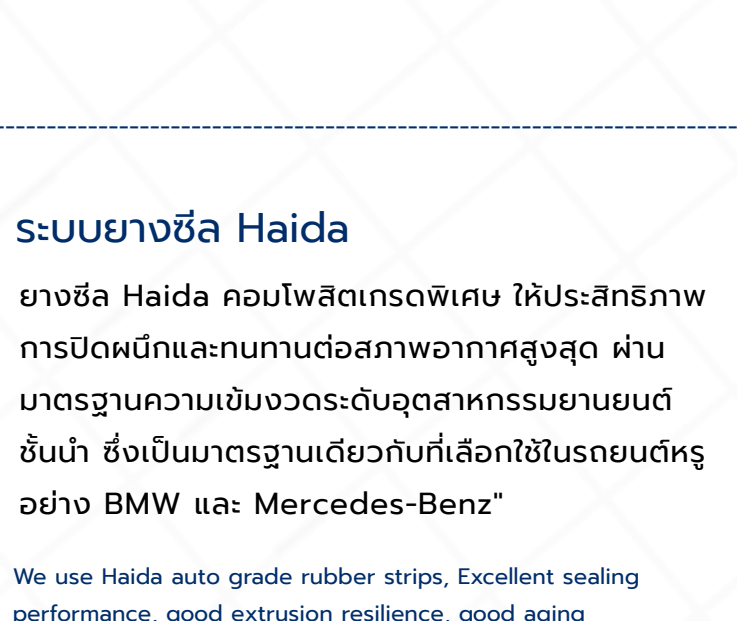 ระบบยางซีล Haida
ยางซีล Haida คอมโพสิตเกรดพิเศษ ให้ประสิทธิภาพ
การปิดผนึกและทนทานต่อสภาพอากาศสูงสุด ผ่าน
มาตรฐานความเข้มงวดระดับอุตสาหกรรมยานยนต์
ชั้นนำ ซึ่งเป็นมาตรฐานเดียวกับที่เลือกใช้ในรถยนต์หรู
อย่าง BMW และ Mercedes-Benz"
We use Haida auto grade rubber strips, Excellent sealing
performance, good extrusion resilience, good aging